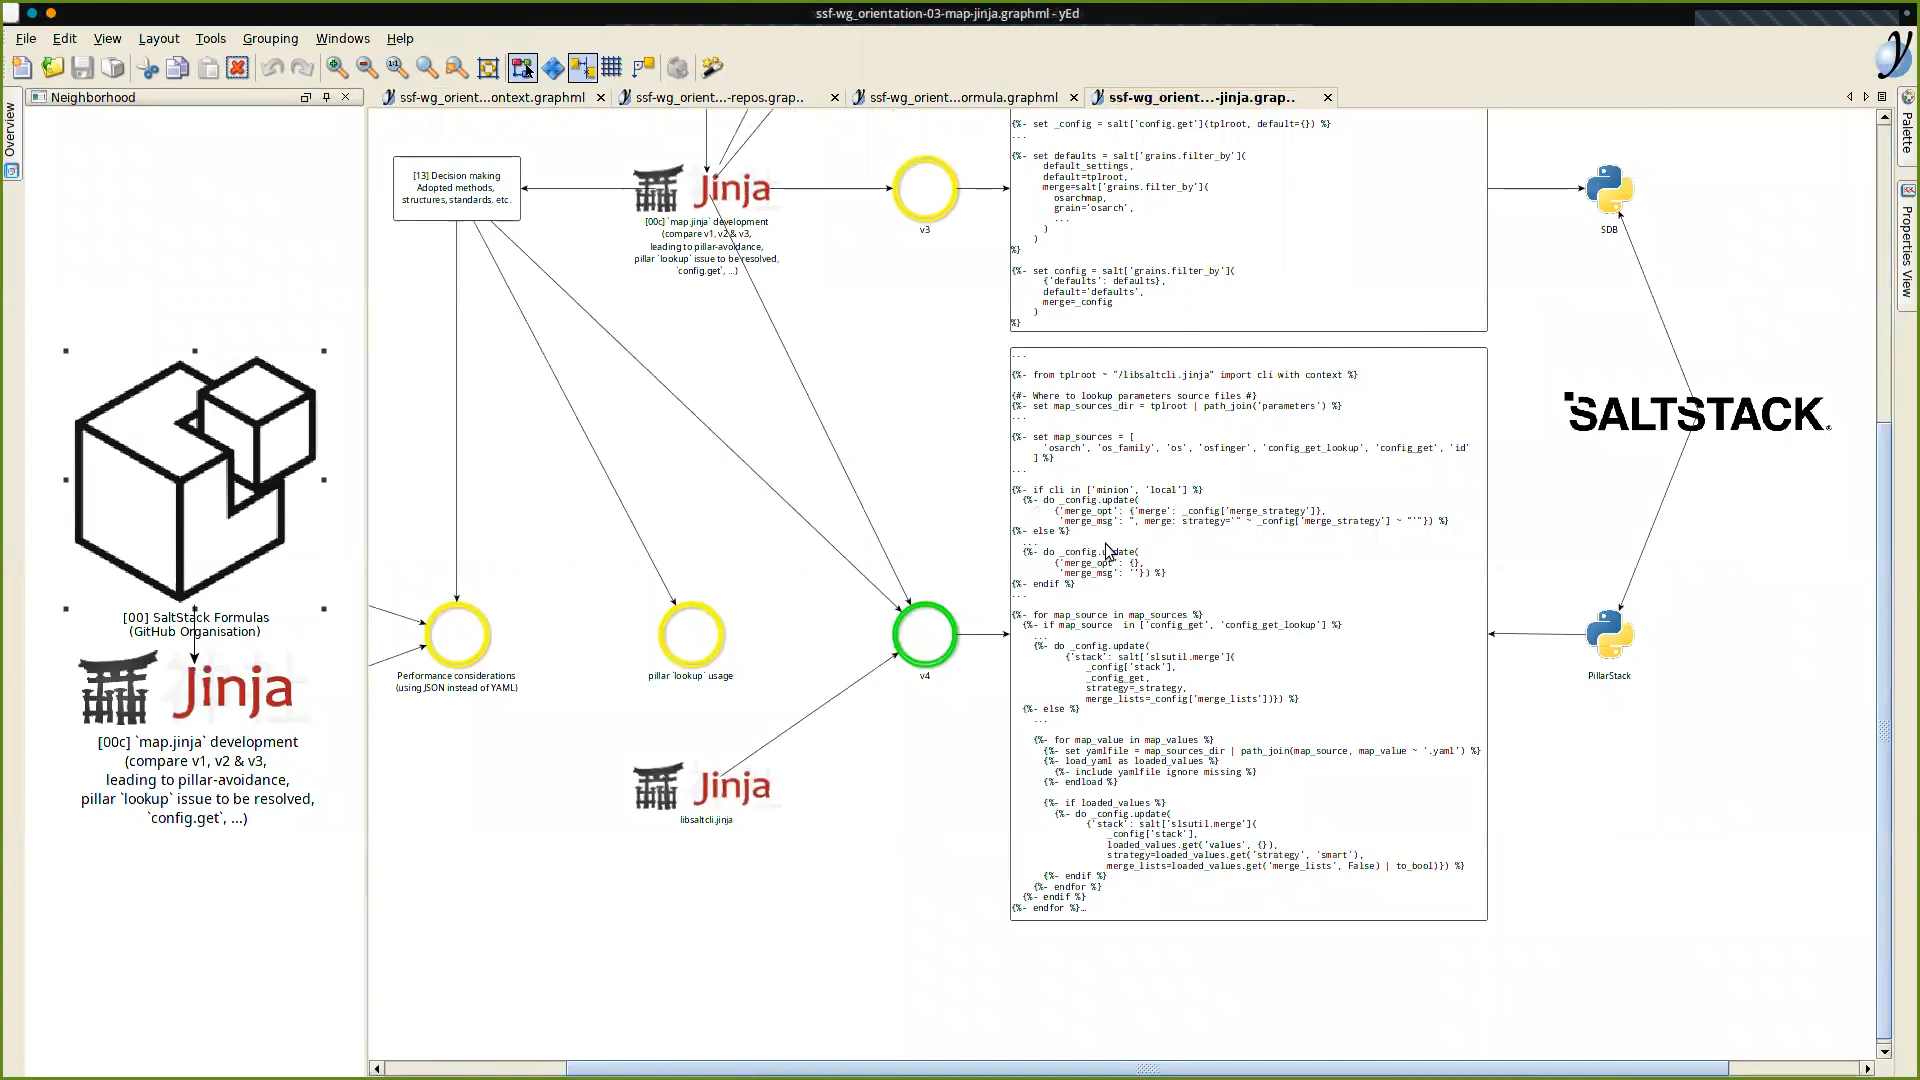 ssf-wg_orientation-03-map-jinja.graphml - yEd
File Edit View Layout Tools Grouping Windows Help
Overview
Neighborhood
ssf-wg_orient...ontext.graphml
ssf-wg_orient...-repos.grap..
ssf-wg_orient...ormula.graphml
ssf-wg_orient...-jinja.grap..
Palette
Properties View
[00] SaltStack Formulas
(GitHub Organisation)
Jinja
[00c] `map.jinja` development
(compare v1, v2 & v3,
leading to pillar-avoidance,
pillar `lookup` issue to be resolved,
`config.get`, ...)
[13] Decision making
Adopted methods,
structures, standards, etc.
Jinja
[00c] `map.jinja` development
(compare v1, v2 & v3,
leading to pillar-avoidance,
pillar `lookup` issue to be resolved,
`config.get`, ...)
v3
{%- set _config = salt['config.get'](tplroot, default={}) %}
...
{%- set defaults = salt['grains.filter_by'](
default_settings,
default=tplroot,
merge=salt['grains.filter_by'](
osarchmap,
grain='osarch',
...
)
)
%}
{%- set config = salt['grains.filter_by'](
{'defaults': defaults},
default='defaults',
merge=_config
)
%}
SDB
SALTSTACK.
...
{%- from tplroot ~ "/libsaltcli.jinja" import cli with context %}
{#- Where to lookup parameters source files #}
{%- set map_sources_dir = tplroot | path_join('parameters') %}
...
{%- set map_sources = [
'osarch', 'os_family', 'os', 'osfinger', 'config_get_lookup', 'config_get', 'id'
] %}
...
{%- if cli in ['minion', 'local'] %}
{%- do _config.update(
{'merge_opt': {'merge': _config['merge_strategy']},
'merge_msg': ", merge: strategy='" ~ _config['merge_strategy'] ~ "'"}) %}
{%- else %}
...
{%- do _config.update(
{'merge_opt': {},
'merge_msg': ''}) %}
{%- endif %}
...
{%- for map_source in map_sources %}
{%- if map_source  in ['config_get', 'config_get_lookup'] %}
...
{%- do _config.update(
{'stack': salt['slsutil.merge'](
_config['stack'],
_config_get,
strategy=_strategy,
merge_lists=_config['merge_lists'])}) %}
{%- else %}
...
{%- for map_value in map_values %}
{%- set yamlfile = map_sources_dir | path_join(map_source, map_value ~ '.yaml') %}
{%- load_yaml as loaded_values %}
{%- include yamlfile ignore missing %}
{%- endload %}
{%- if loaded_values %}
{%- do _config.update(
{'stack': salt['slsutil.merge'](
_config['stack'],
loaded_values.get('values', {}),
strategy=loaded_values.get('strategy', 'smart'),
merge_lists=loaded_values.get('merge_lists', False) | to_bool)}) %}
{%- endif %}
{%- endfor %}
{%- endif %}
{%- endfor %}…
Performance considerations
(using JSON instead of YAML)
pillar `lookup` usage
v4
PillarStack
Jinja
libsaltcli.jinja